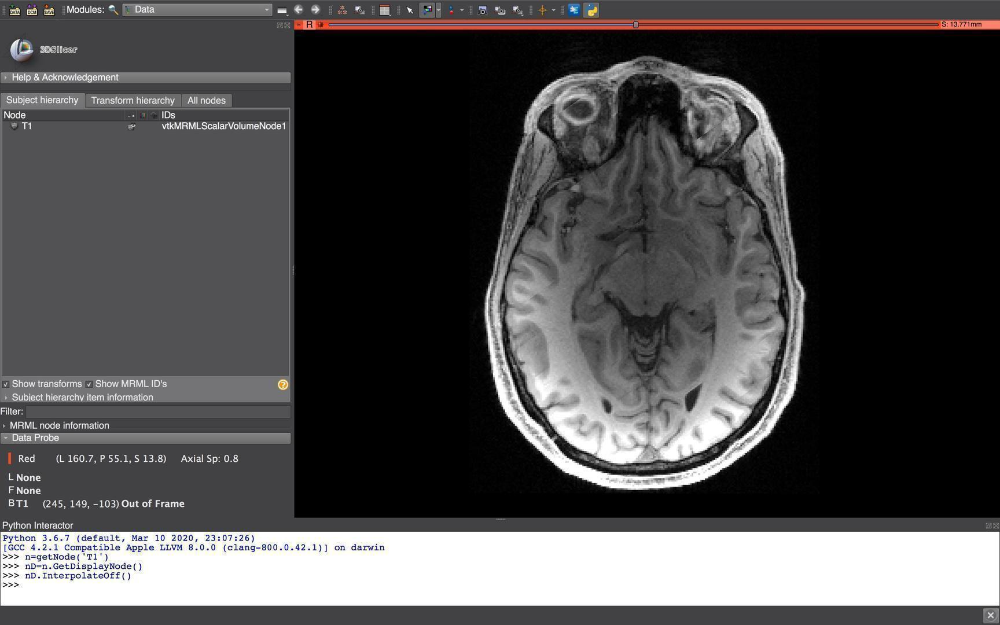 DATA DCM SAVE Modules: Data
R S: 13.771mm
3DSlicer
Help & Acknowledgement
Subject hierarchy Transform hierarchy All nodes
Node IDs
T1 vtkMRMLScalarVolumeNode1
Show transforms Show MRML ID's
Subject hierarchy item information
Filter:
MRML node information
Data Probe
Red (L 160.7, P 55.1, S 13.8) Axial Sp: 0.8
L None
F None
B T1 (245, 149, -103) Out of Frame
Python Interactor
Python 3.6.7 (default, Mar 10 2020, 23:07:26)
[GCC 4.2.1 Compatible Apple LLVM 8.0.0 (clang-800.0.42.1)] on darwin
>>> n=getNode('T1')
>>> nD=n.GetDisplayNode()
>>> nD.InterpolateOff()
>>>